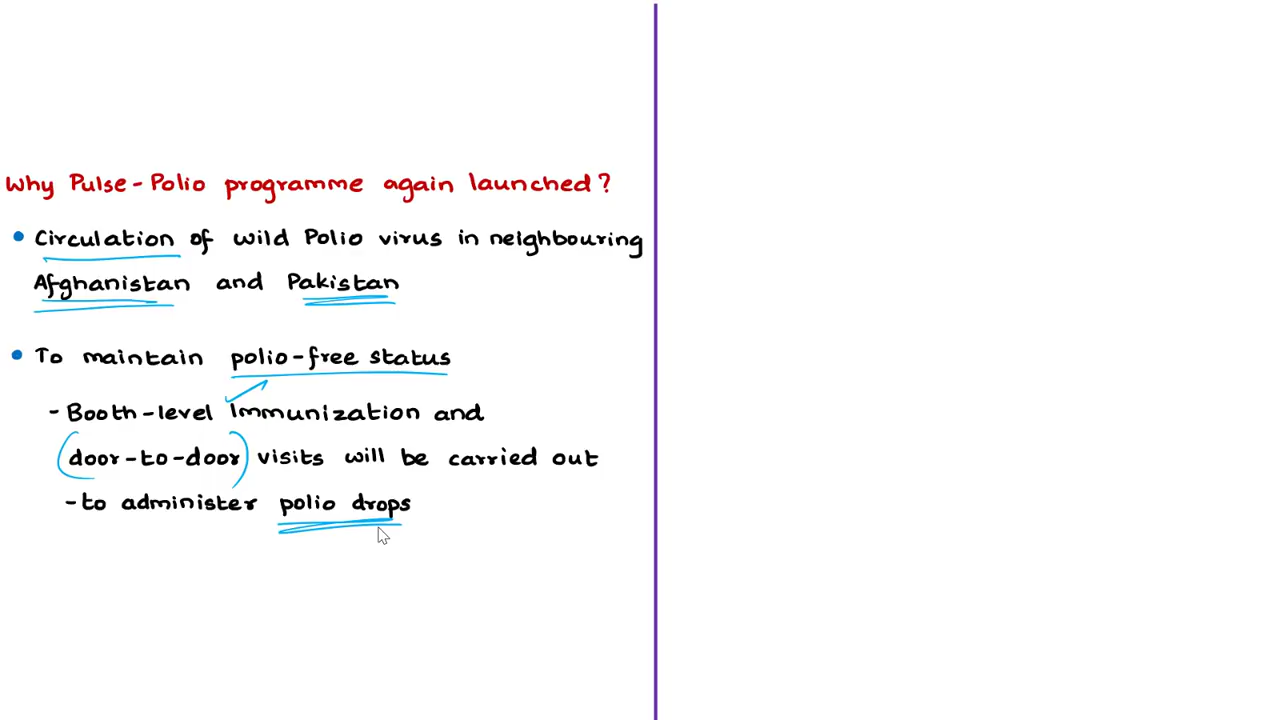 Why Pulse-Polio programme again launched?
• Circulation of wild Polio virus in neighbouring
Afghanistan and Pakistan
• To maintain polio-free status
- Booth-level Immunization and
door-to-door visits will be carried out
- to administer polio drops